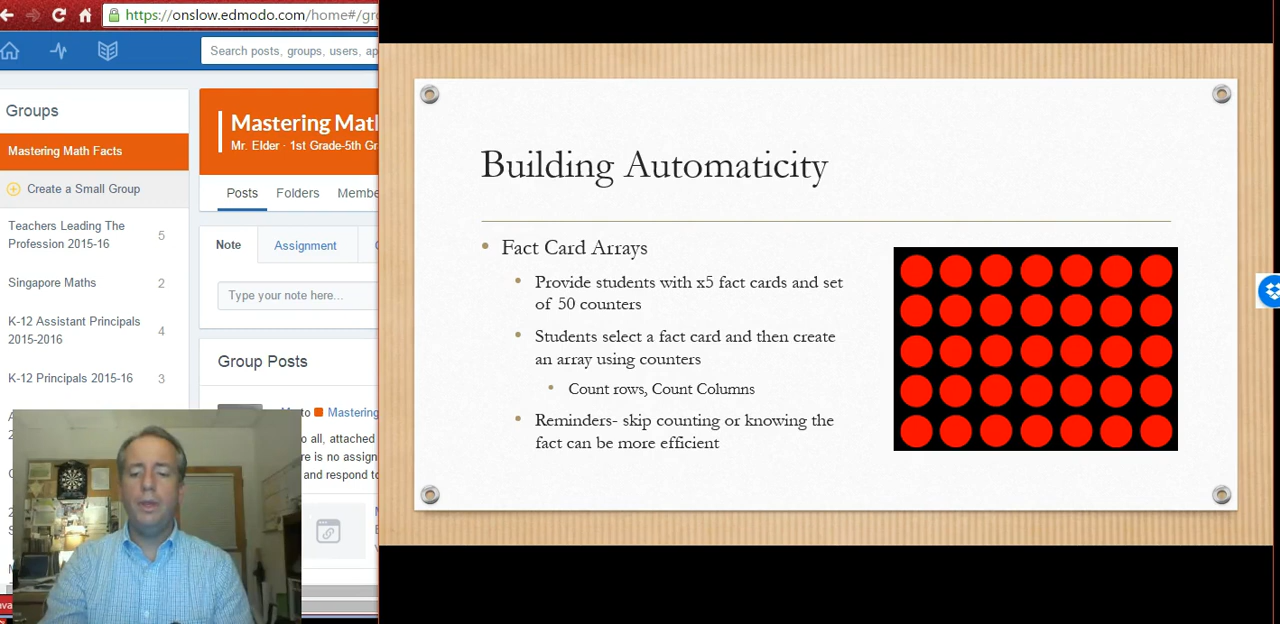 https://onslow.edmodo.com/home#/gr
Search posts, groups, users, ap
Groups
Mastering Math Facts
Create a Small Group
Teachers Leading The
Profession 2015-16
5
Singapore Maths
2
K-12 Assistant Principals
2015-2016
4
K-12 Principals 2015-16
3
Mastering Mat
Mr. Elder · 1st Grade-5th Gr
Posts
Folders
Membe
Note
Assignment
Type your note here...
Group Posts
to
Mastering
to all, attached
re is no assign
and respond to
Building Automaticity
Fact Card Arrays
Provide students with x5 fact cards and set
of 50 counters
Students select a fact card and then create
an array using counters
Count rows, Count Columns
Reminders- skip counting or knowing the
fact can be more efficient